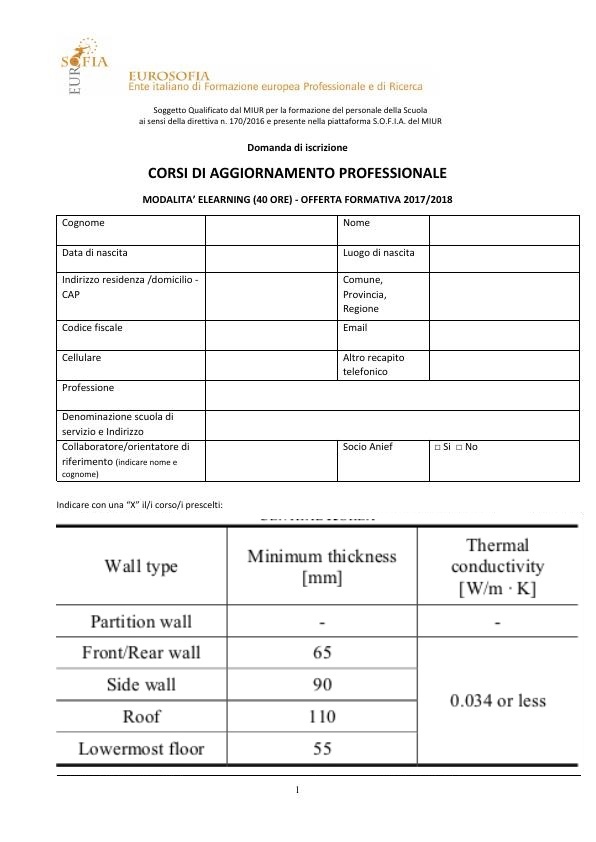 SOFIA
EURO
EUROSOFIA
Ente italiano di Formazione europea Professionale e di Ricerca
Soggetto Qualificato dal MIUR per la formazione del personale della Scuola
ai sensi della direttiva n. 170/2016 e presente nella piattaforma S.O.F.I.A. del MIUR
Domanda di iscrizione
CORSI DI AGGIORNAMENTO PROFESSIONALE
MODALITA’ ELEARNING (40 ORE) - OFFERTA FORMATIVA 2017/2018
Cognome Nome
Data di nascita Luogo di nascita
Indirizzo residenza /domicilio - Comune,
CAP Provincia,
Regione
Codice fiscale Email
Cellulare Altro recapito
telefonico
Professione
Denominazione scuola di
servizio e Indirizzo
Collaboratore/orientatore di Socio Anief □ Si □ No
riferimento (indicare nome e
cognome)
Indicare con una “X” il/i corso/i prescelti:
Wall type Minimum thickness [mm] Thermal conductivity [W/m · K]
Partition wall - -
Front/Rear wall 65
Side wall 90
0.034 or less
Roof 110
Lowermost floor 55
1